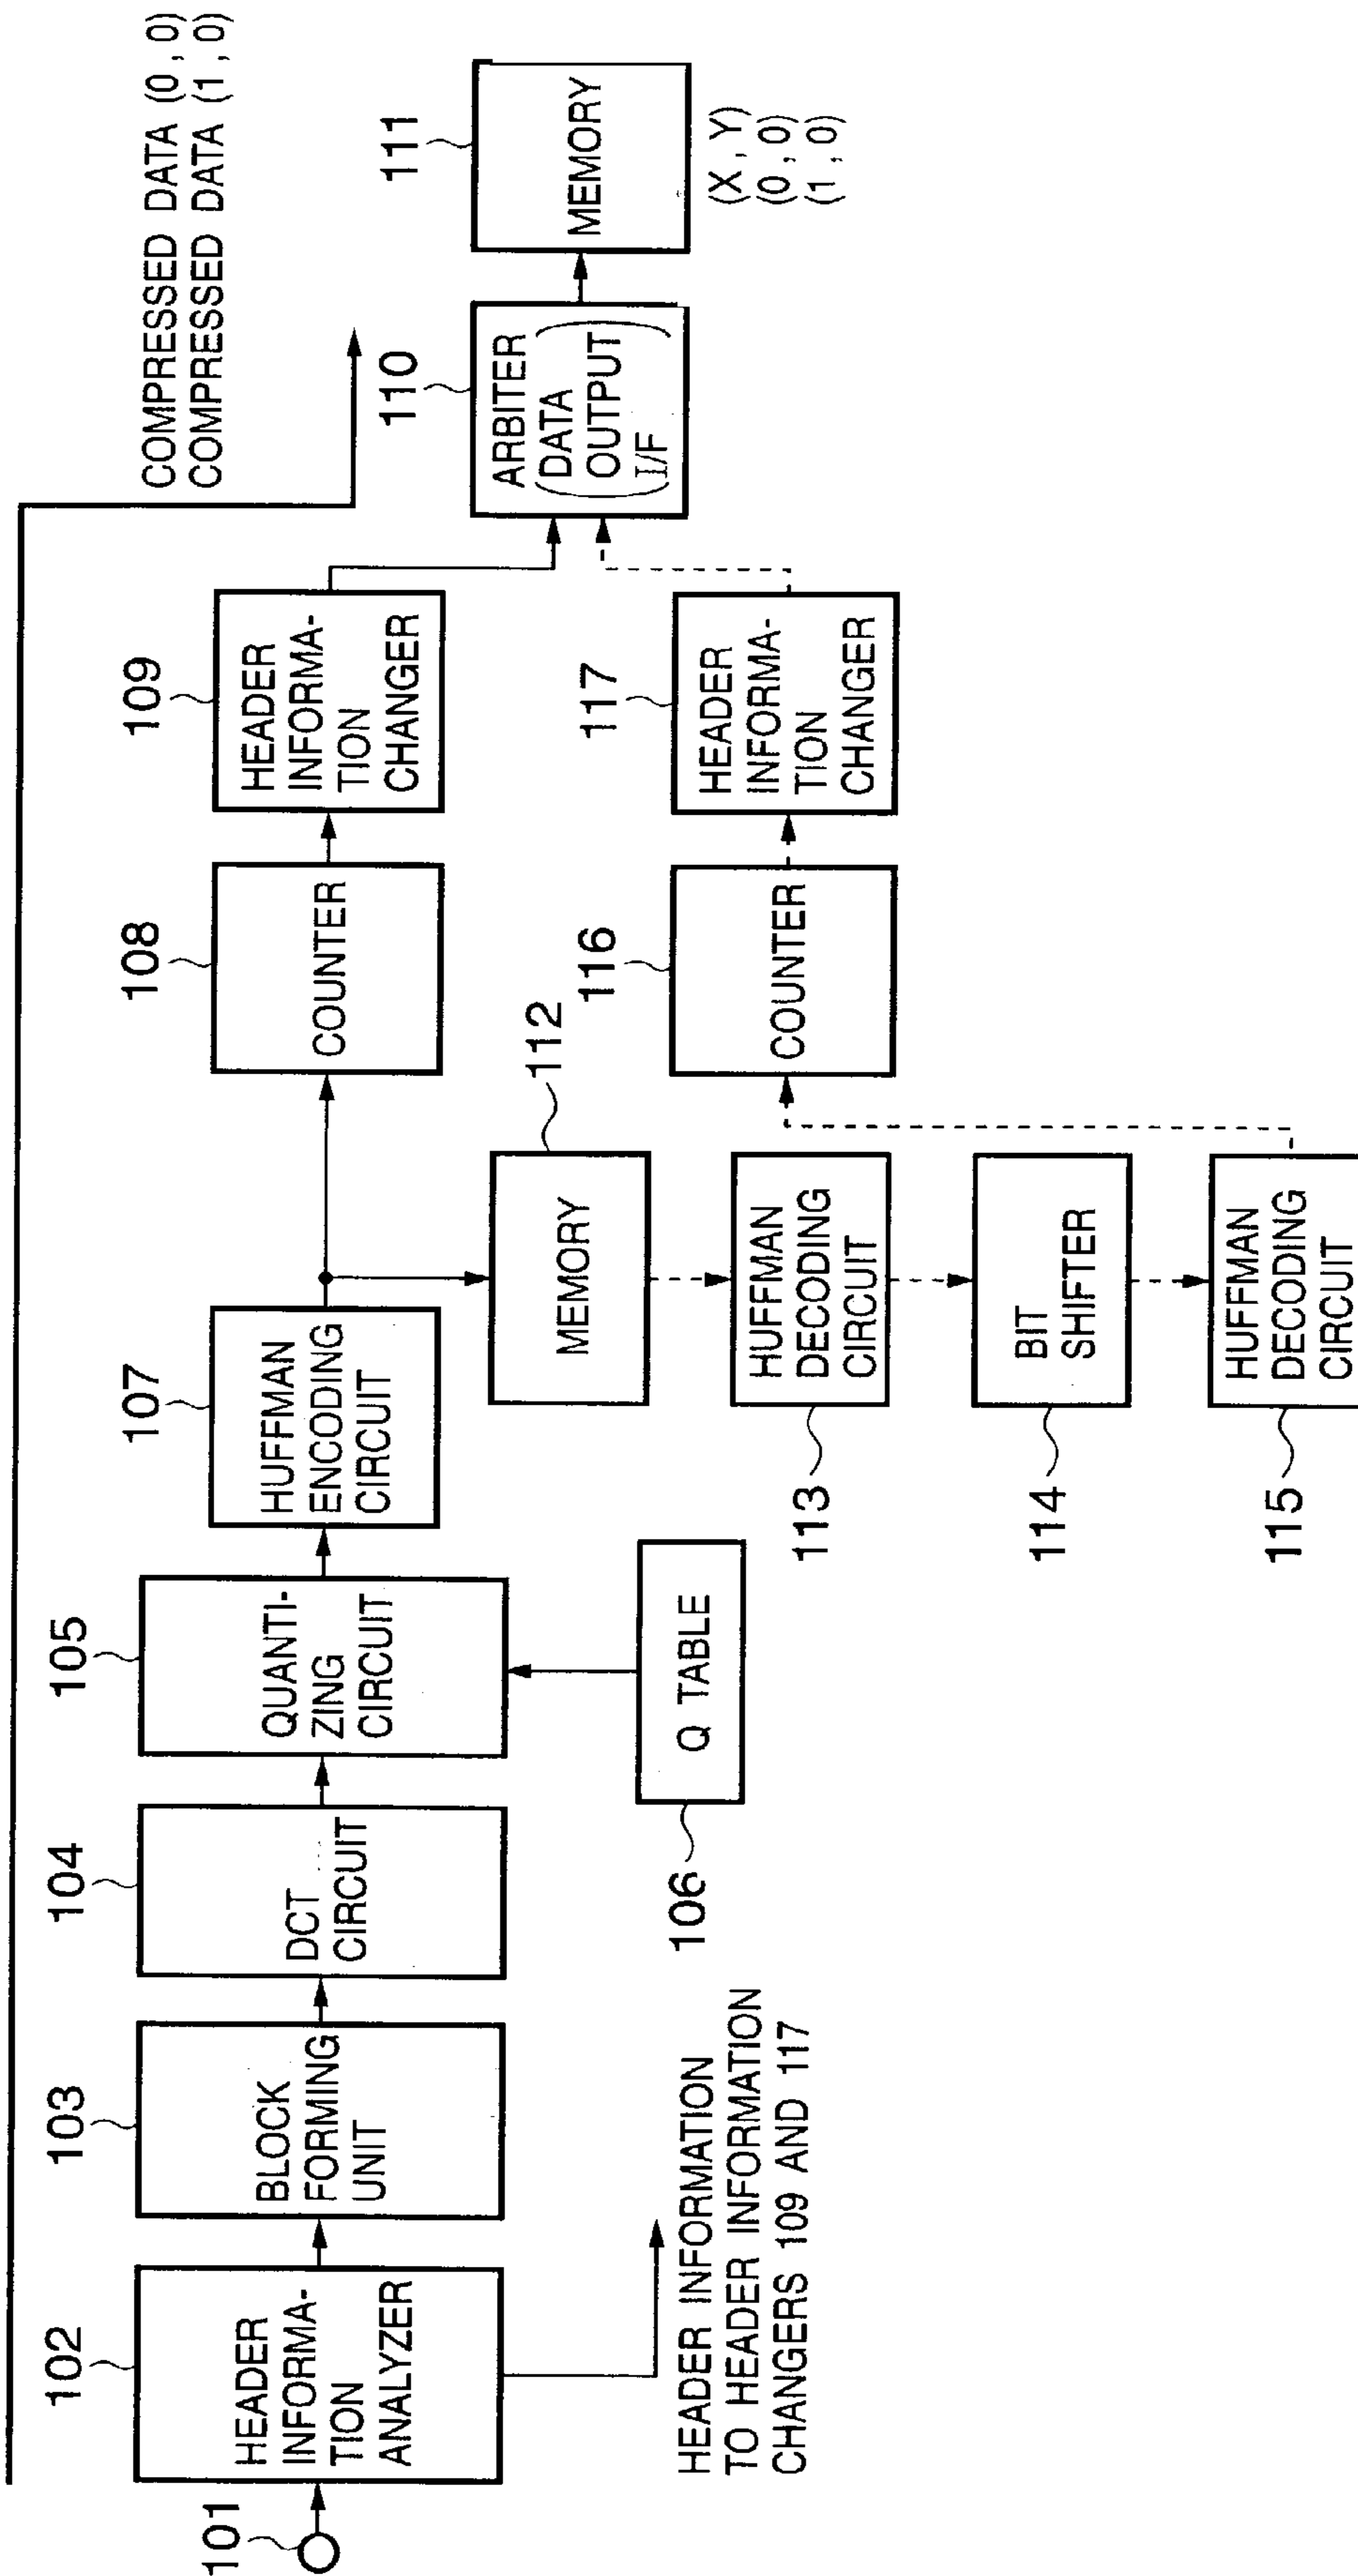 COMPRESSED DATA (0 , 0)
COMPRESSED DATA (1 , 0)
101
102
HEADER
INFORMA-
TION
ANALYZER
HEADER INFORMATION
TO HEADER INFORMATION
CHANGERS 109 AND 117
103
BLOCK
FORMING
UNIT
104
DCT
CIRCUIT
105
QUANTI-
ZING
CIRCUIT
106
Q TABLE
107
HUFFMAN
ENCODING
CIRCUIT
108
COUNTER
109
HEADER
INFORMA-
TION
CHANGER
110
ARBITER
(DATA
OUTPUT
I/F)
111
MEMORY
(X , Y)
(0 , 0)
(1 , 0)
112
MEMORY
113
HUFFMAN
DECODING
CIRCUIT
114
BIT
SHIFTER
115
HUFFMAN
DECODING
CIRCUIT
116
COUNTER
117
HEADER
INFORMA-
TION
CHANGER